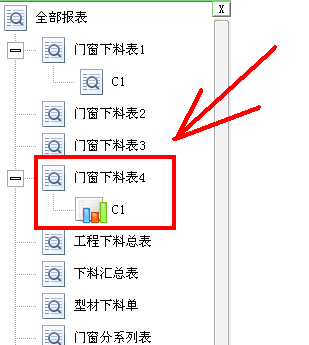 全部报表
X
门窗下料表1
C1
门窗下料表2
门窗下料表3
门窗下料表4
C1
工程下料总表
下料汇总表
型材下料单
门窗分系列表